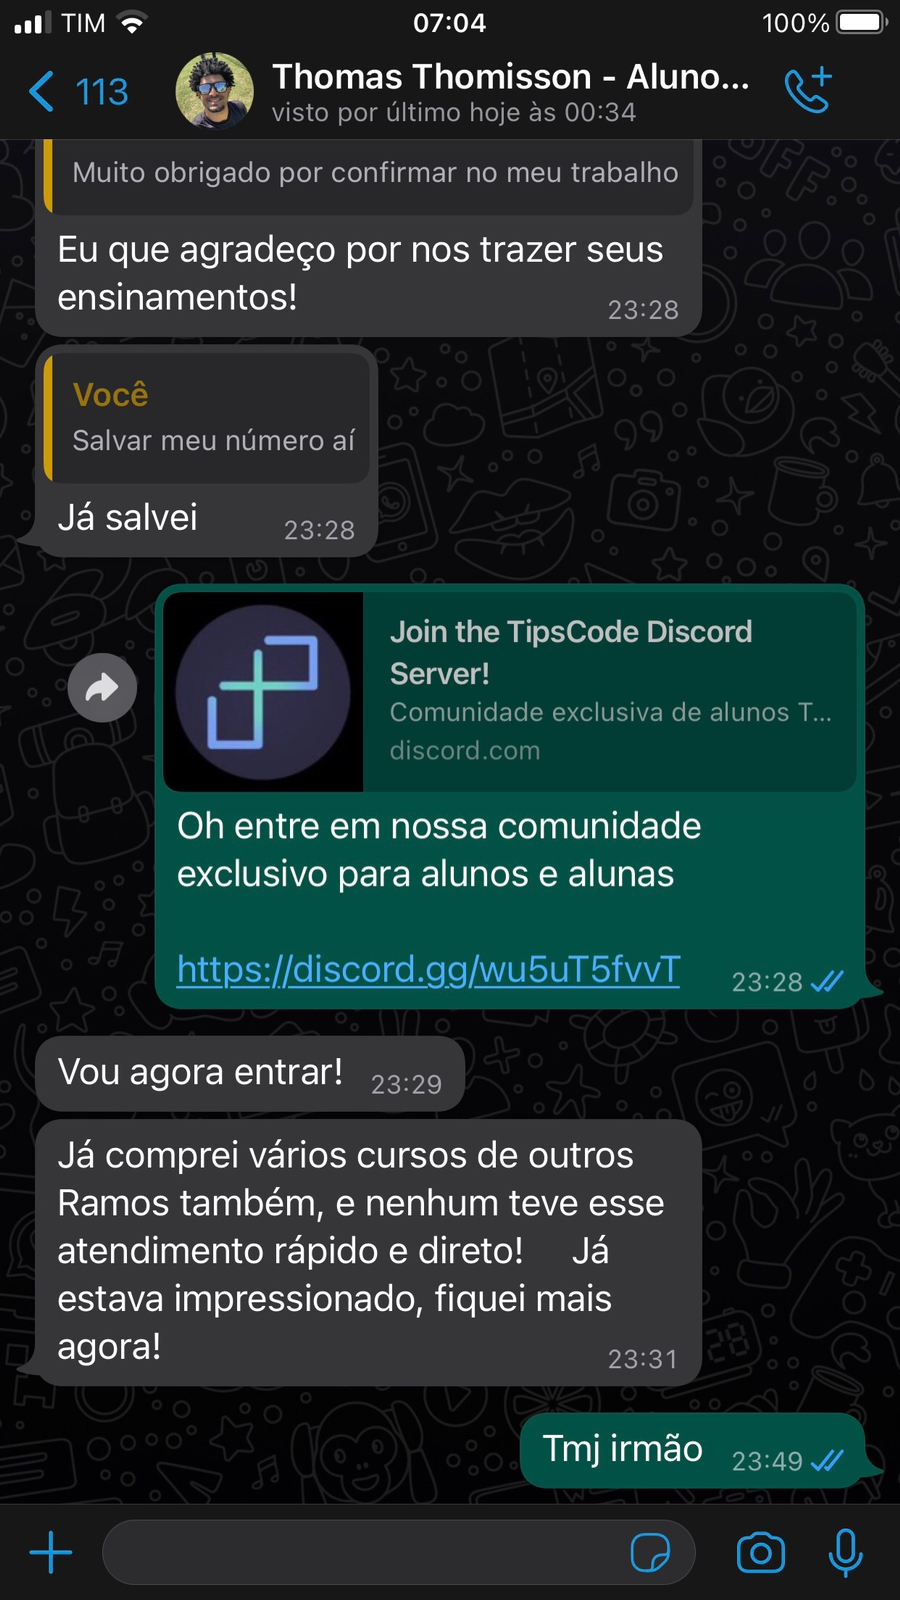 TIM 07:04 100%
113 Thomas Thomisson - Aluno...
visto por último hoje às 00:34
Muito obrigado por confirmar no meu trabalho
Eu que agradeço por nos trazer seus
ensinamentos!
23:28
Você
Salvar meu número aí
Já salvei 23:28
Join the TipsCode Discord
Server!
Comunidade exclusiva de alunos T...
discord.com
Oh entre em nossa comunidade
exclusivo para alunos e alunas
https://discord.gg/wu5uT5fvvT 23:28
Vou agora entrar! 23:29
Já comprei vários cursos de outros
Ramos também, e nenhum teve esse
atendimento rápido e direto! Já
estava impressionado, fiquei mais
agora!
23:31
Tmj irmão 23:49